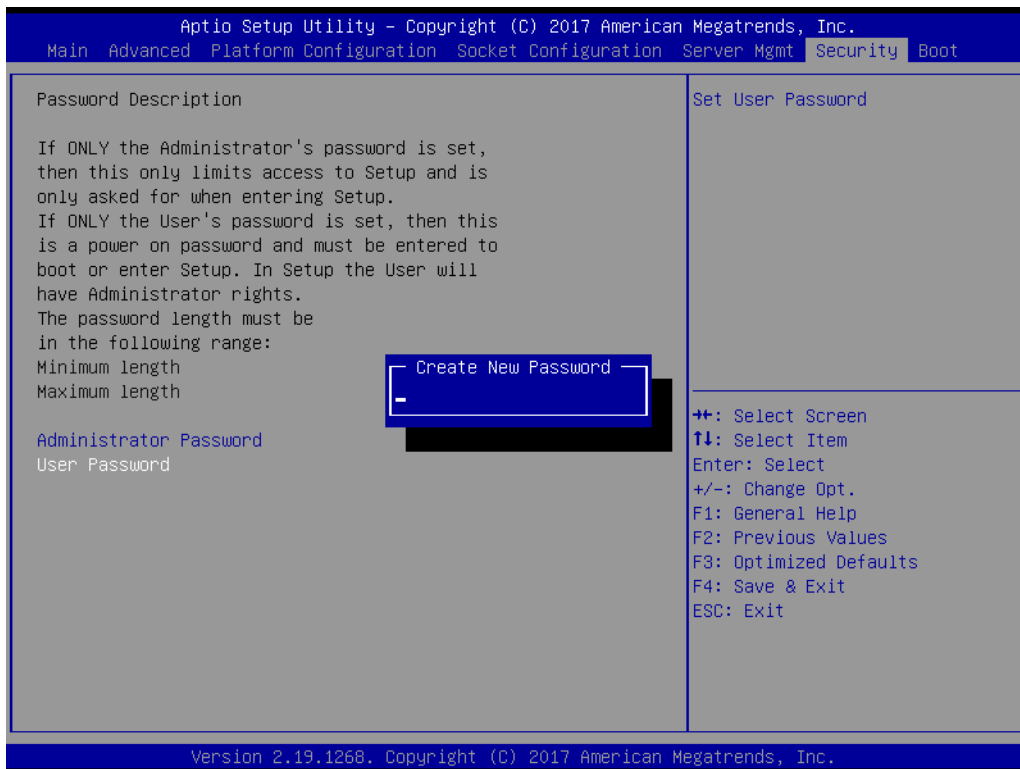 Aptio Setup Utility – Copyright (C) 2017 American Megatrends, Inc.
Main Advanced Platform Configuration Socket Configuration Server Mgmt Security Boot
Password Description
If ONLY the Administrator's password is set,
then this only limits access to Setup and is
only asked for when entering Setup.
If ONLY the User's password is set, then this
is a power on password and must be entered to
boot or enter Setup. In Setup the User will
have Administrator rights.
The password length must be
in the following range:
Minimum length
Maximum length
Administrator Password
User Password
Create New Password
Set User Password
→←: Select Screen
↑↓: Select Item
Enter: Select
+/-: Change Opt.
F1: General Help
F2: Previous Values
F3: Optimized Defaults
F4: Save & Exit
ESC: Exit
Version 2.19.1268. Copyright (C) 2017 American Megatrends, Inc.